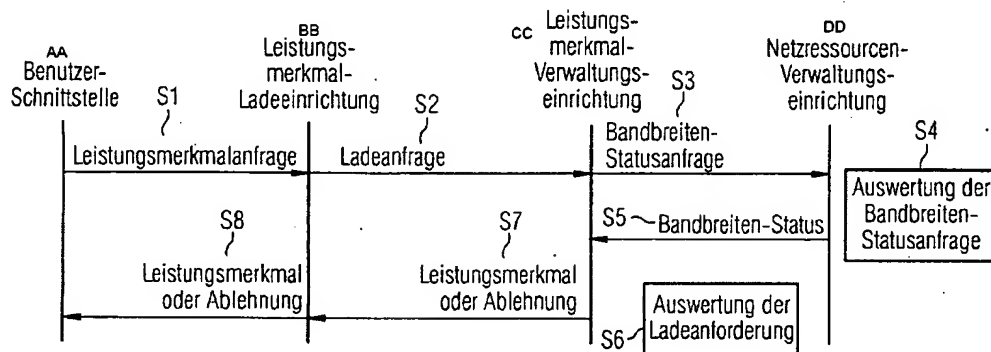 AA
Benutzer-
Schnittstelle
BB
Leistungs-
merkmal-
Ladeeinrichtung
CC
Leistungs-
merkmal-
Verwaltungs-
einrichtung
DD
Netzressourcen-
Verwaltungs-
einrichtung
S1
Leistungsmerkmalanfrage
S2
Ladeanfrage
S3
Bandbreiten-
Statusanfrage
S4
Auswertung der
Bandbreiten-
Statusanfrage
S5
Bandbreiten-Status
S8
Leistungsmerkmal
oder Ablehnung
S7
Leistungsmerkmal
oder Ablehnung
S6
Auswertung der
Ladeanforderung